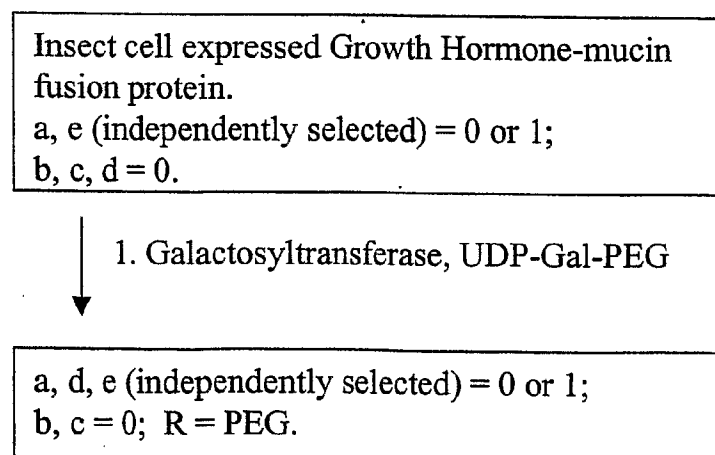 Insect cell expressed Growth Hormone-mucin
fusion protein.
a, e (independently selected) = 0 or 1;
b, c, d = 0.
1. Galactosyltransferase, UDP-Gal-PEG
a, d, e (independently selected) = 0 or 1;
b, c = 0; R = PEG.